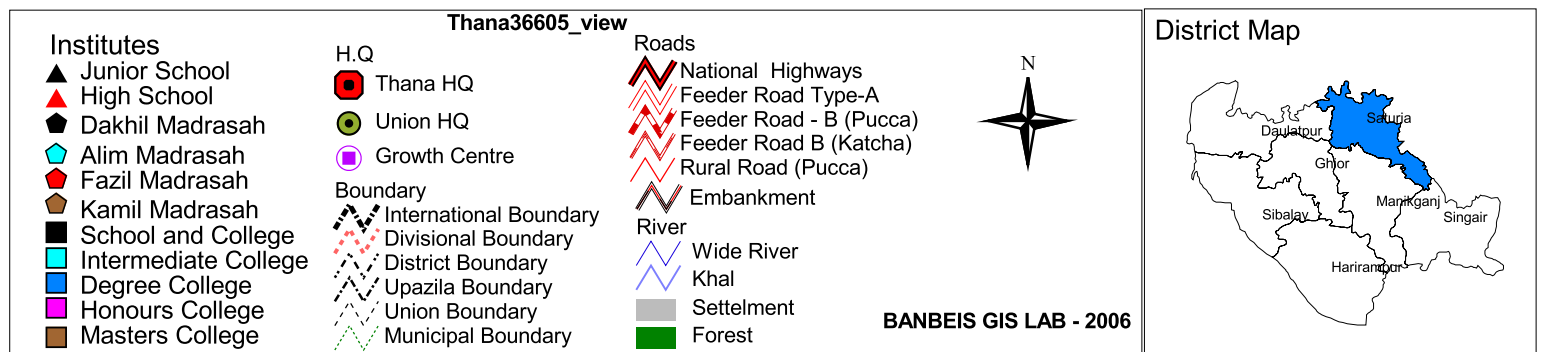 Thana36605_view
Institutes
Junior School
High School
Dakhil Madrasah
Alim Madrasah
Fazil Madrasah
Kamil Madrasah
School and College
Intermediate College
Degree College
Honours College
Masters College
H.Q
Thana HQ
Union HQ
Growth Centre
Boundary
International Boundary
Divisional Boundary
District Boundary
Upazila Boundary
Union Boundary
Municipal Boundary
Roads
National Highways
Feeder Road Type-A
Feeder Road - B (Pucca)
Feeder Road B (Katcha)
Rural Road (Pucca)
Embankment
River
Wide River
Khal
Settelment
Forest
N
BANBEIS GIS LAB - 2006
District Map
Saturia
Daulatpur
Ghior
Manikganj
Sibalay
Singair
Harirampur